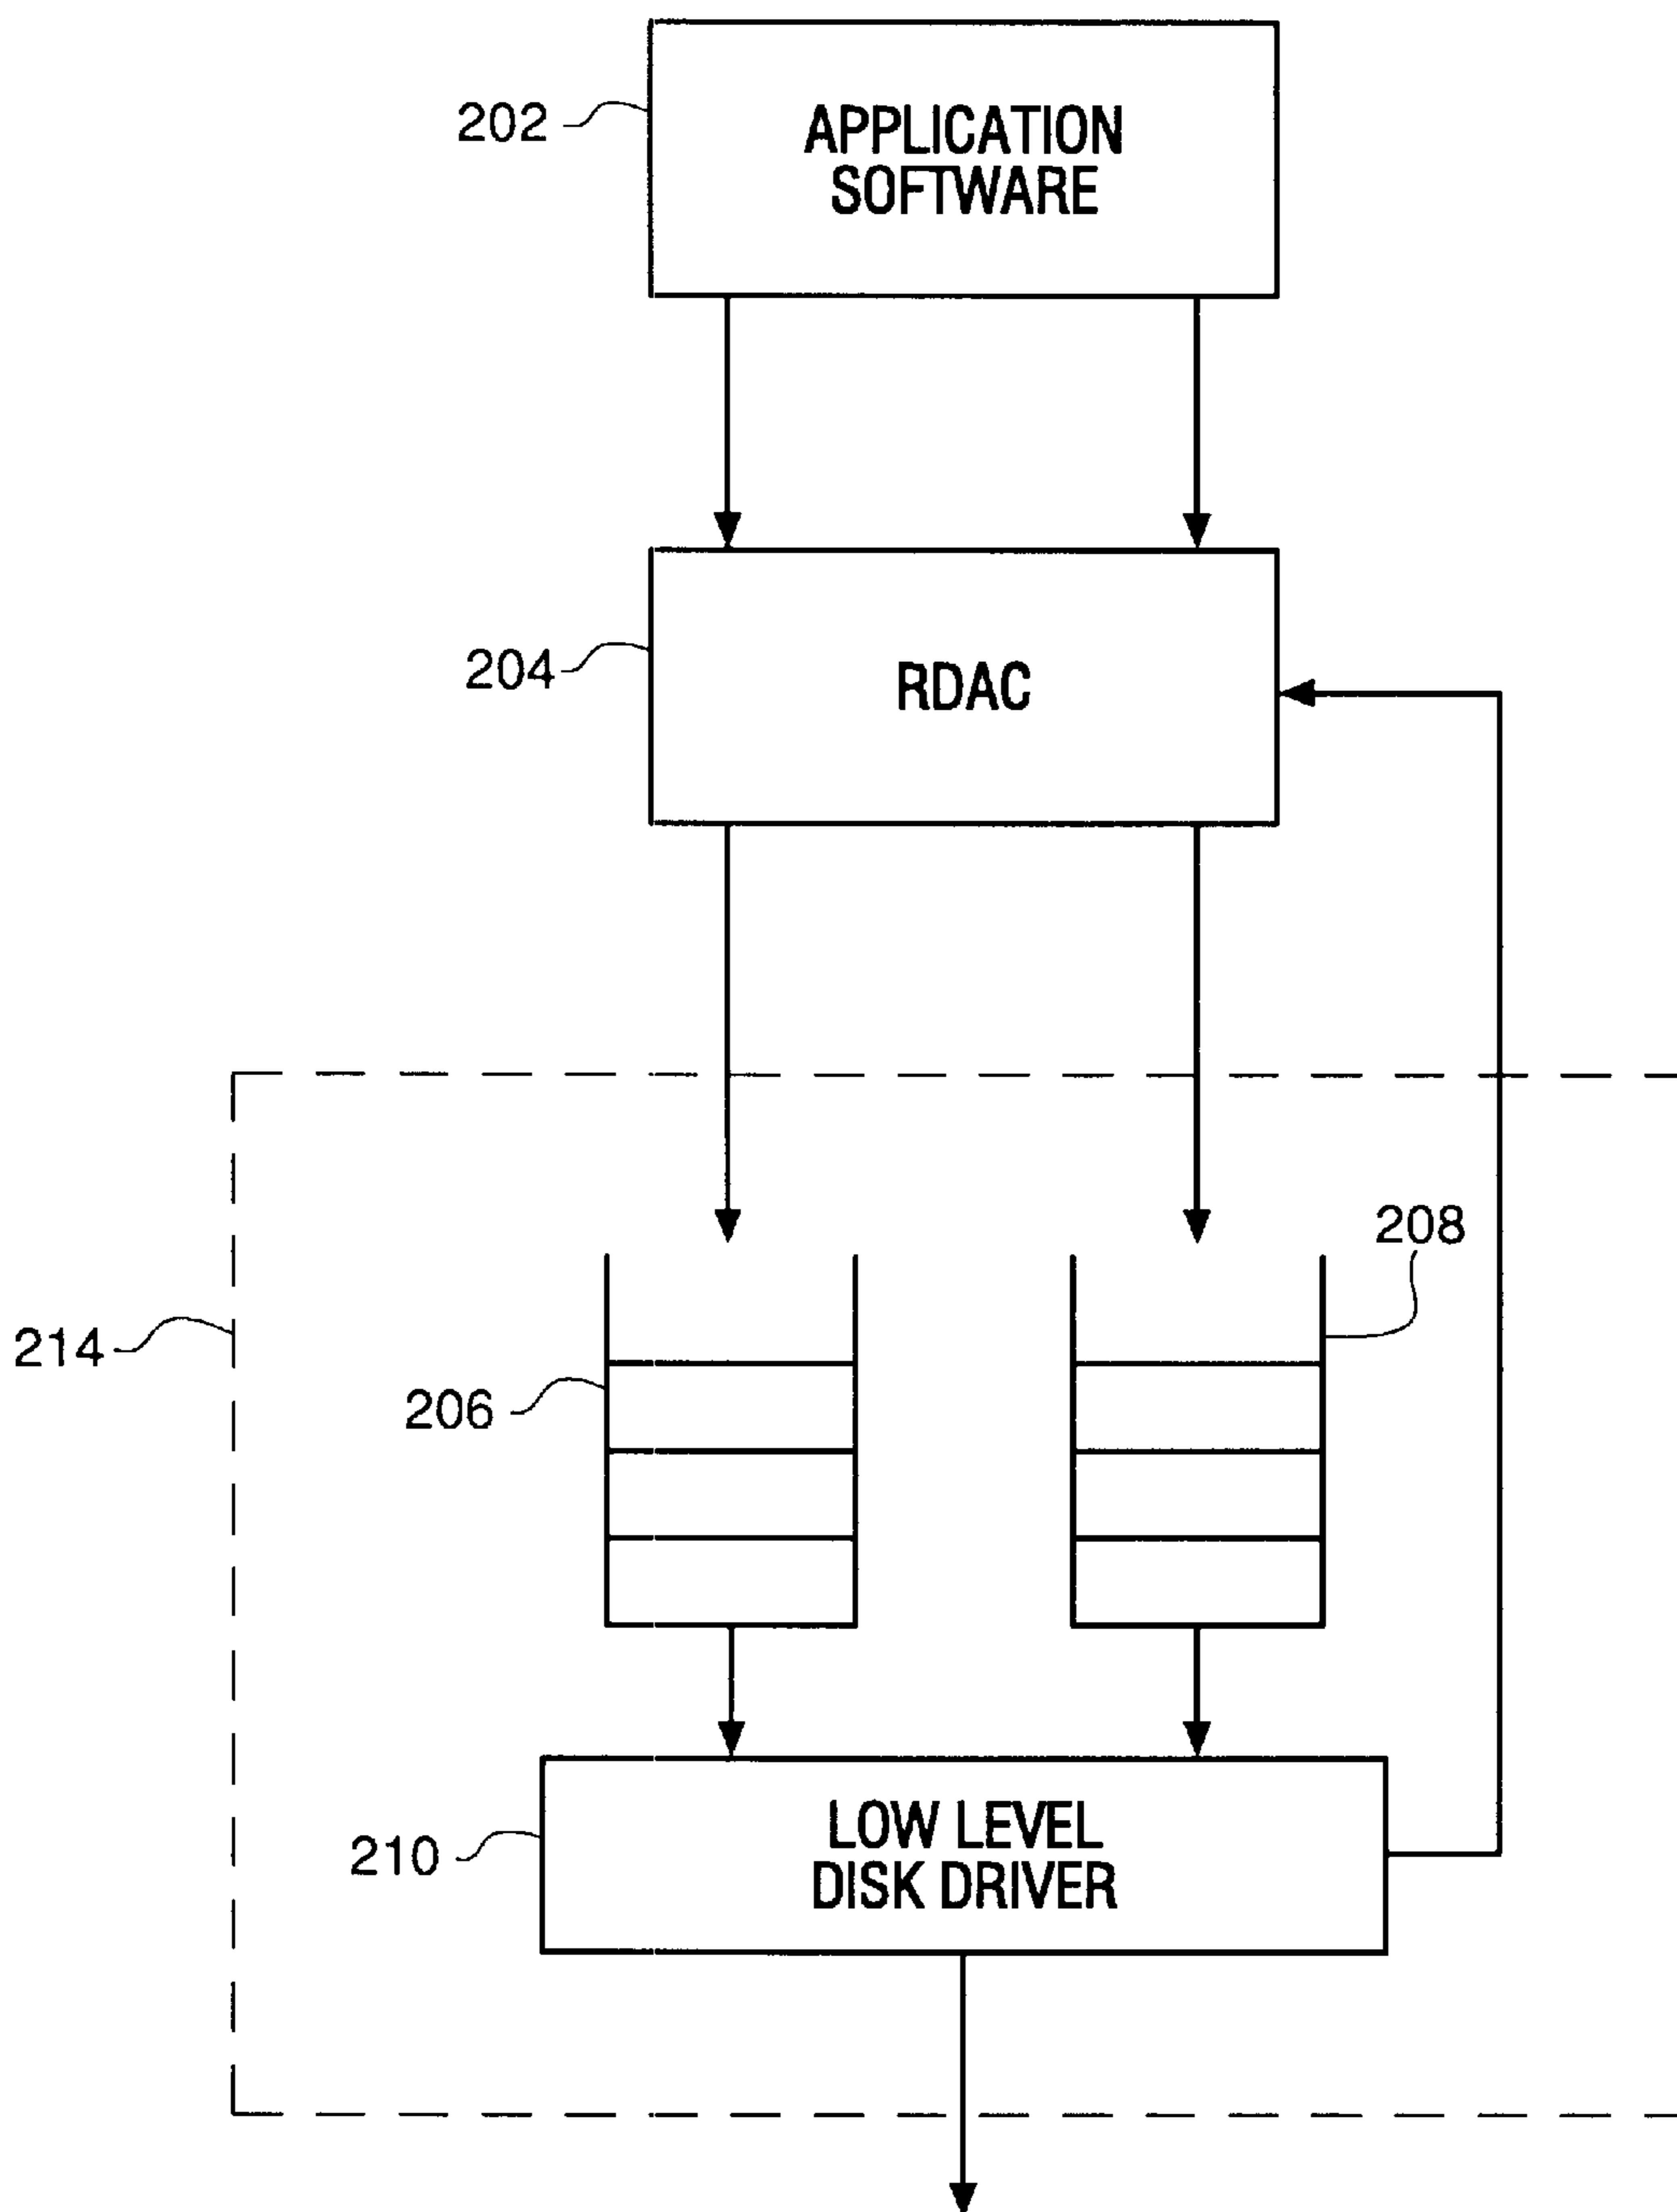 202
APPLICATION
SOFTWARE
204
RDAC
208
214
206
210
LOW LEVEL
DISK DRIVER